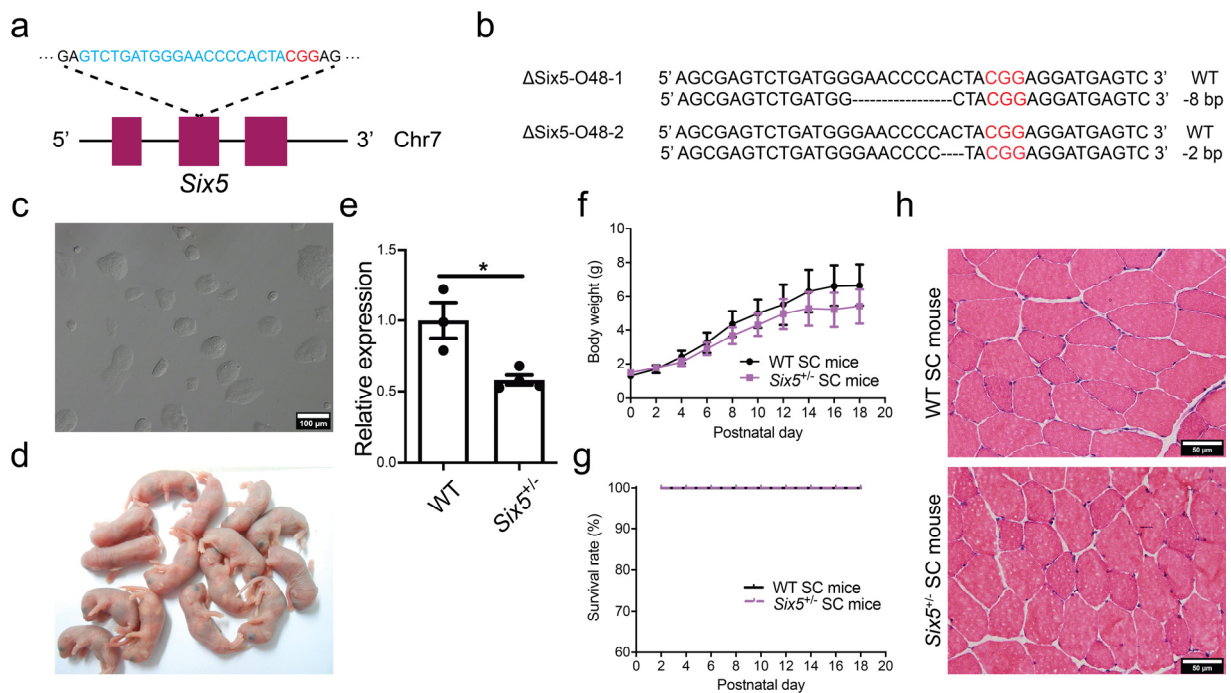 a
··· GAGTCTGATGGGAACCCCACTACGGAG ···
5’ 3’ Chr7
Six5
b
ΔSix5-O48-1 5’ AGCGAGTCTGATGGGAACCCCACTACGGAGGATGAGTC 3’ WT
5’ AGCGAGTCTGATGG-----------------CTACGGAGGATGAGTC 3’ -8 bp
ΔSix5-O48-2 5’ AGCGAGTCTGATGGGAACCCCACTACGGAGGATGAGTC 3’ WT
5’ AGCGAGTCTGATGGGAACCCC----TACGGAGGATGAGTC 3’ -2 bp
c
100 μm
d
e
Relative expression
1.5
1.0
0.5
0.0
*
WT
Six5+/-
f
Body weight (g)
10
8
6
4
2
0
WT SC mice
Six5+/- SC mice
0 2 4 6 8 10 12 14 16 18 20
Postnatal day
g
Survival rate (%)
100
90
80
70
60
WT SC mice
Six5+/- SC mice
0 2 4 6 8 10 12 14 16 18 20
Postnatal day
h
WT SC mouse
50 μm
Six5+/- SC mouse
50 μm